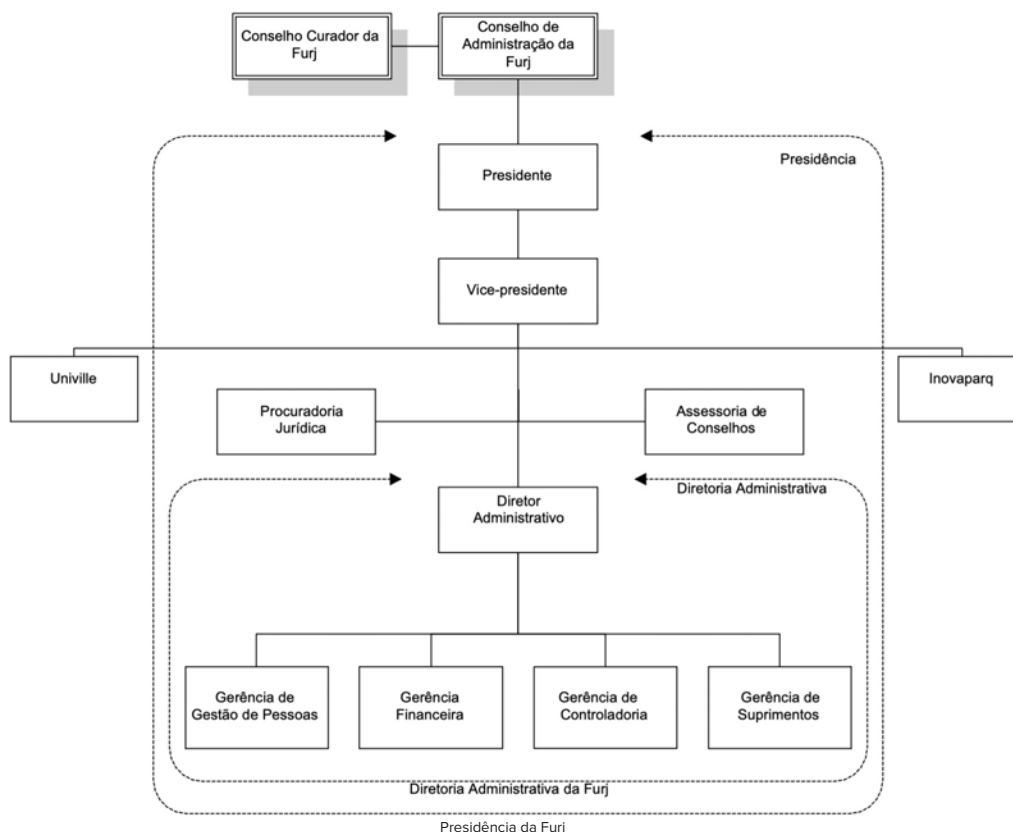 Conselho Curador da
Furj
Conselho de
Administração da
Furj
Presidência
Presidente
Vice-presidente
Univille
Inovaparq
Procuradoria
Jurídica
Assessoria de
Conselhos
Diretoria Administrativa
Diretor
Administrativo
Gerência de
Gestão de Pessoas
Gerência
Financeira
Gerência de
Controladoria
Gerência de
Suprimentos
Diretoria Administrativa da Furj
Presidência da Furj